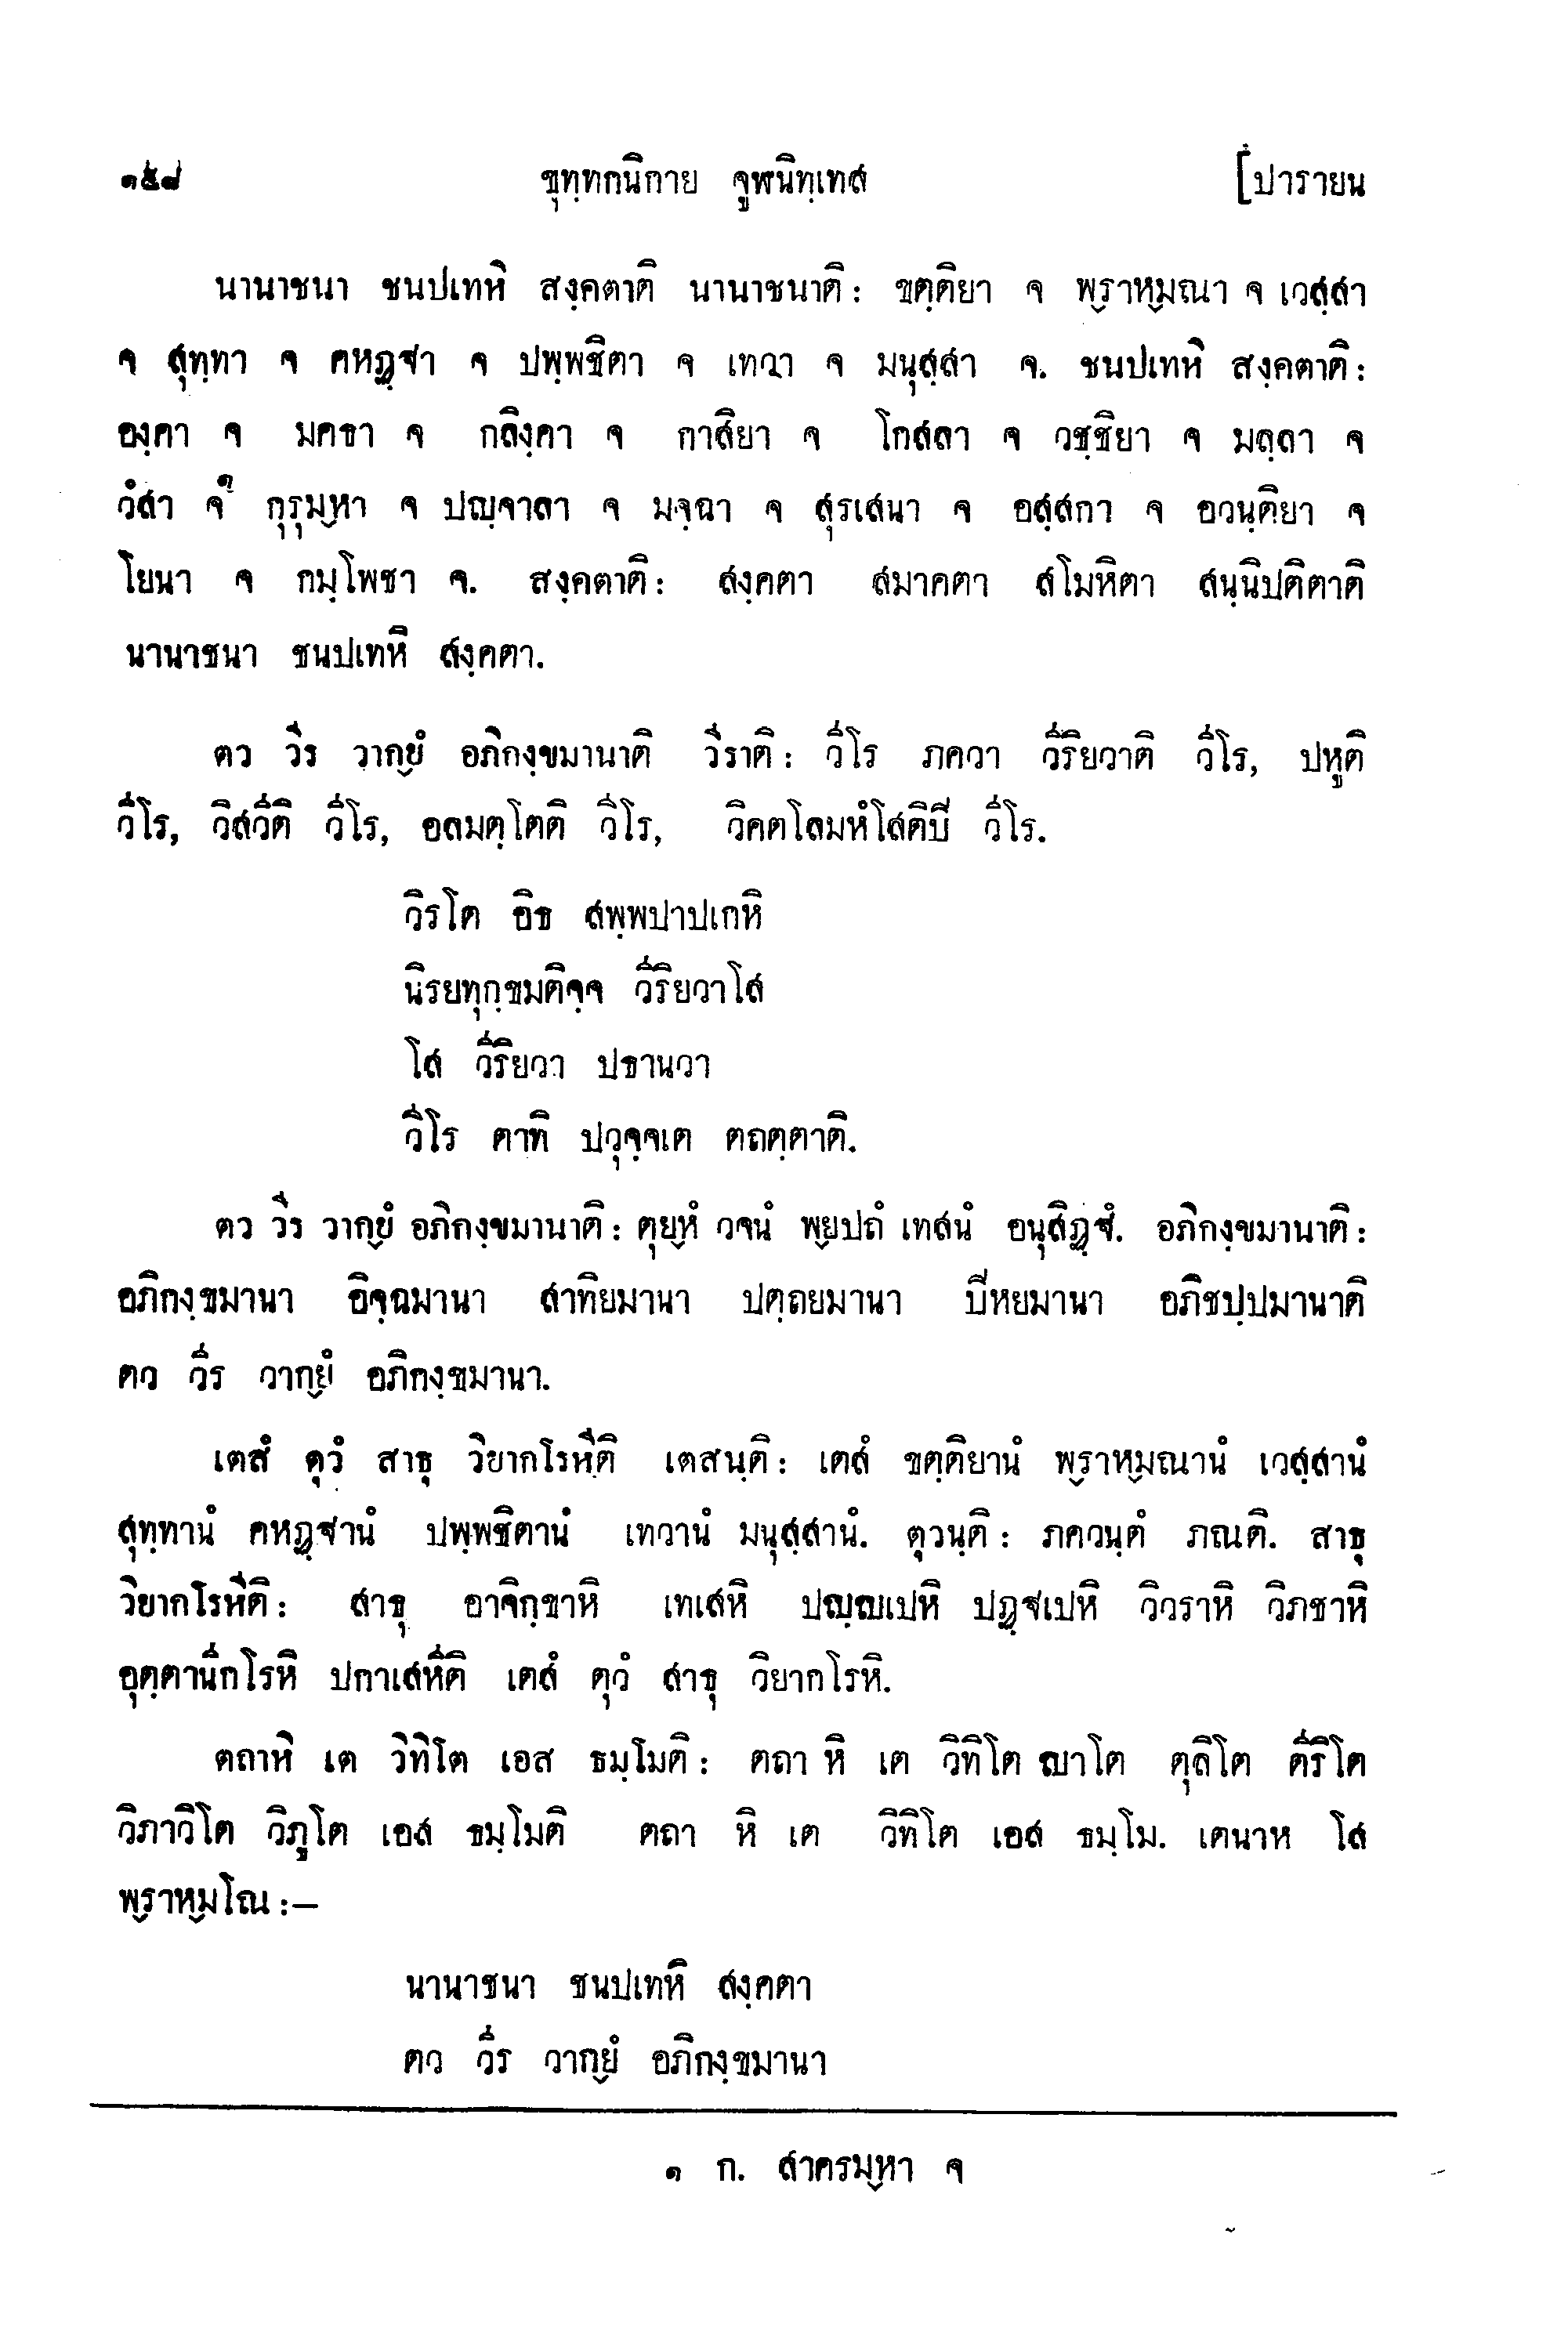 ๑๕๘ ขุทฺทกนิกาย จูฬนิทฺเทส [ปารายน
นานาชนา ชนปเทหิ สงฺคตาติ นานาชนาติ: ขตฺติยา จ พฺราหฺมณา จ เวสฺสา
จ สุทฺทา จ คหฏฺฐา จ ปพฺพชิตา จ เทวา จ มนุสฺสา จ. ชนปเทหิ สงฺคตาติ:
องฺคา จ มคธา จ กลิงฺคา จ กาสิยา จ โกสลา จ วชฺชิยา จ มลฺลา จ
วํสา จ๑ กุรุมฺหา จ ปญฺจาลา จ มจฺฉา จ สุรเสนา จ อสฺสกา จ อวนฺติยา จ
โยนา จ กมฺโพชา จ. สงฺคตาติ: สงฺคตา สมาคตา สโมหิตา สนฺนิปติตาติ
นานาชนา ชนปเทหิ สงฺคตา.
ตว วีร วากฺยํ อภิกงฺขมานาติ วีราติ: วีโร ภควา วีริยวาติ วีโร, ปหูติ
วีโร, วิสวีติ วีโร, อลมตฺโตติ วีโร, วิคตโลมหํโสติปี วีโร.
วิรโต อิธ สพฺพปาปเกหิ
นิรยทุกฺขมติจฺจ วีริยวาโส
โส วีริยวา ปธานวา
วีโร ตาทิ ปวุจฺจเต ตถตฺตาติ.
ตว วีร วากฺยํ อภิกงฺขมานาติ: ตุยฺหํ วจนํ พฺยปถํ เทสนํ อนุสิฏฺฐํ. อภิกงฺขมานาติ:
อภิกงฺขมานา อิจฺฉมานา สาทิยมานา ปตฺถยมานา ปีหยมานา อภิชปฺปมานาติ
ตว วีร วากฺยํ อภิกงฺขมานา.
เตสํ ตุวํ สาธุ วิยากโรหีติ เตสนฺติ: เตสํ ขตฺติยานํ พฺราหฺมณานํ เวสฺสานํ
สุทฺทานํ คหฏฺฐานํ ปพฺพชิตานํ เทวานํ มนุสฺสานํ. ตุวนฺติ: ภควนฺตํ ภณติ. สาธุ
วิยากโรหีติ: สาธุ อาจิกฺขาหิ เทเสหิ ปญฺญเปหิ ปฏฺฐเปหิ วิวราหิ วิภชาหิ
อุตฺตานีกโรหิ ปกาเสหีติ เตสํ ตุวํ สาธุ วิยากโรหิ.
ตถาหิ เต วิทิโต เอส ธมฺโมติ: ตถา หิ เต วิทิโต ญาโต ตุลิโต ตีริโต
วิภาวิโต วิภูโต เอส ธมฺโมติ ตถา หิ เต วิทิโต เอส ธมฺโม. เตนาห โส
พฺราหฺมโณ :—
นานาชนา ชนปเทหิ สงฺคตา
ตว วีร วากฺยํ อภิกงฺขมานา
๑ ก. สาครมฺหา จ